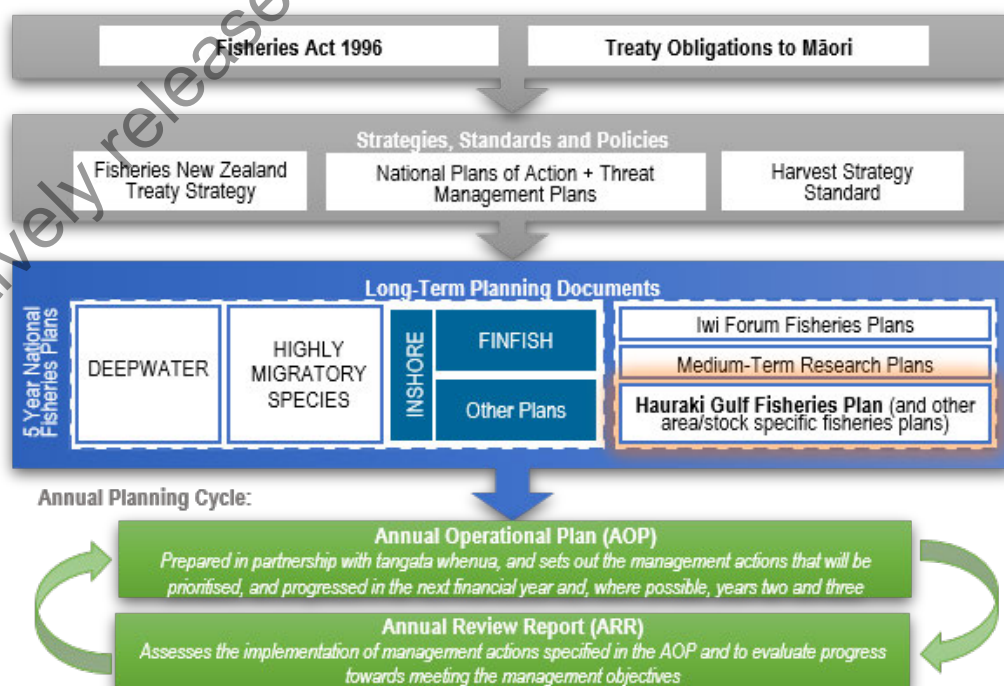 Fisheries Act 1996
Treaty Obligations to Māori
Strategies, Standards and Policies
Fisheries New Zealand
Treaty Strategy
National Plans of Action + Threat
Management Plans
Harvest Strategy
Standard
Long-Term Planning Documents
5 Year National
Fisheries Plans
DEEPWATER
HIGHLY
MIGRATORY
SPECIES
INSHORE
FINFISH
Other Plans
Iwi Forum Fisheries Plans
Medium-Term Research Plans
Hauraki Gulf Fisheries Plan (and other
area/stock specific fisheries plans)
Annual Planning Cycle:
Annual Operational Plan (AOP)
Prepared in partnership with tangata whenua, and sets out the management actions that will be
prioritised, and progressed in the next financial year and, where possible, years two and three
Annual Review Report (ARR)
Assesses the implementation of management actions specified in the AOP and to evaluate progress
towards meeting the management objectives